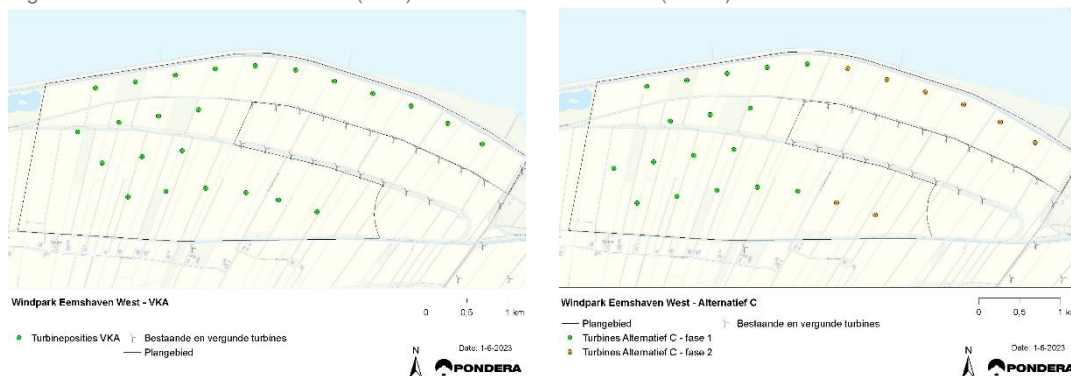 Windpark Eemshaven West - VKA
0 0,5 1 km
Turbineposities VKA
Bestaande en vergunde turbines
Plangebied
N
Date: 1-6-2023
PONDERA
Windpark Eemshaven West - Alternatief C
0 0,5 1 km
Plangebied
Bestaande en vergunde turbines
Turbines Alternatief C - fase 1
Turbines Alternatief C - fase 2
N
Date: 1-6-2023
PONDERA